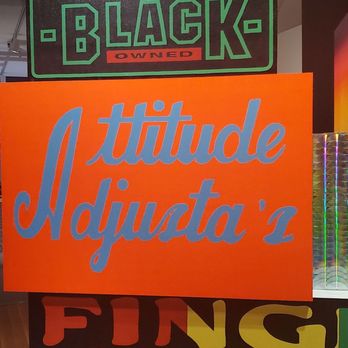 -BLACK-
OWNED
Attitude
Adjusta's
FING